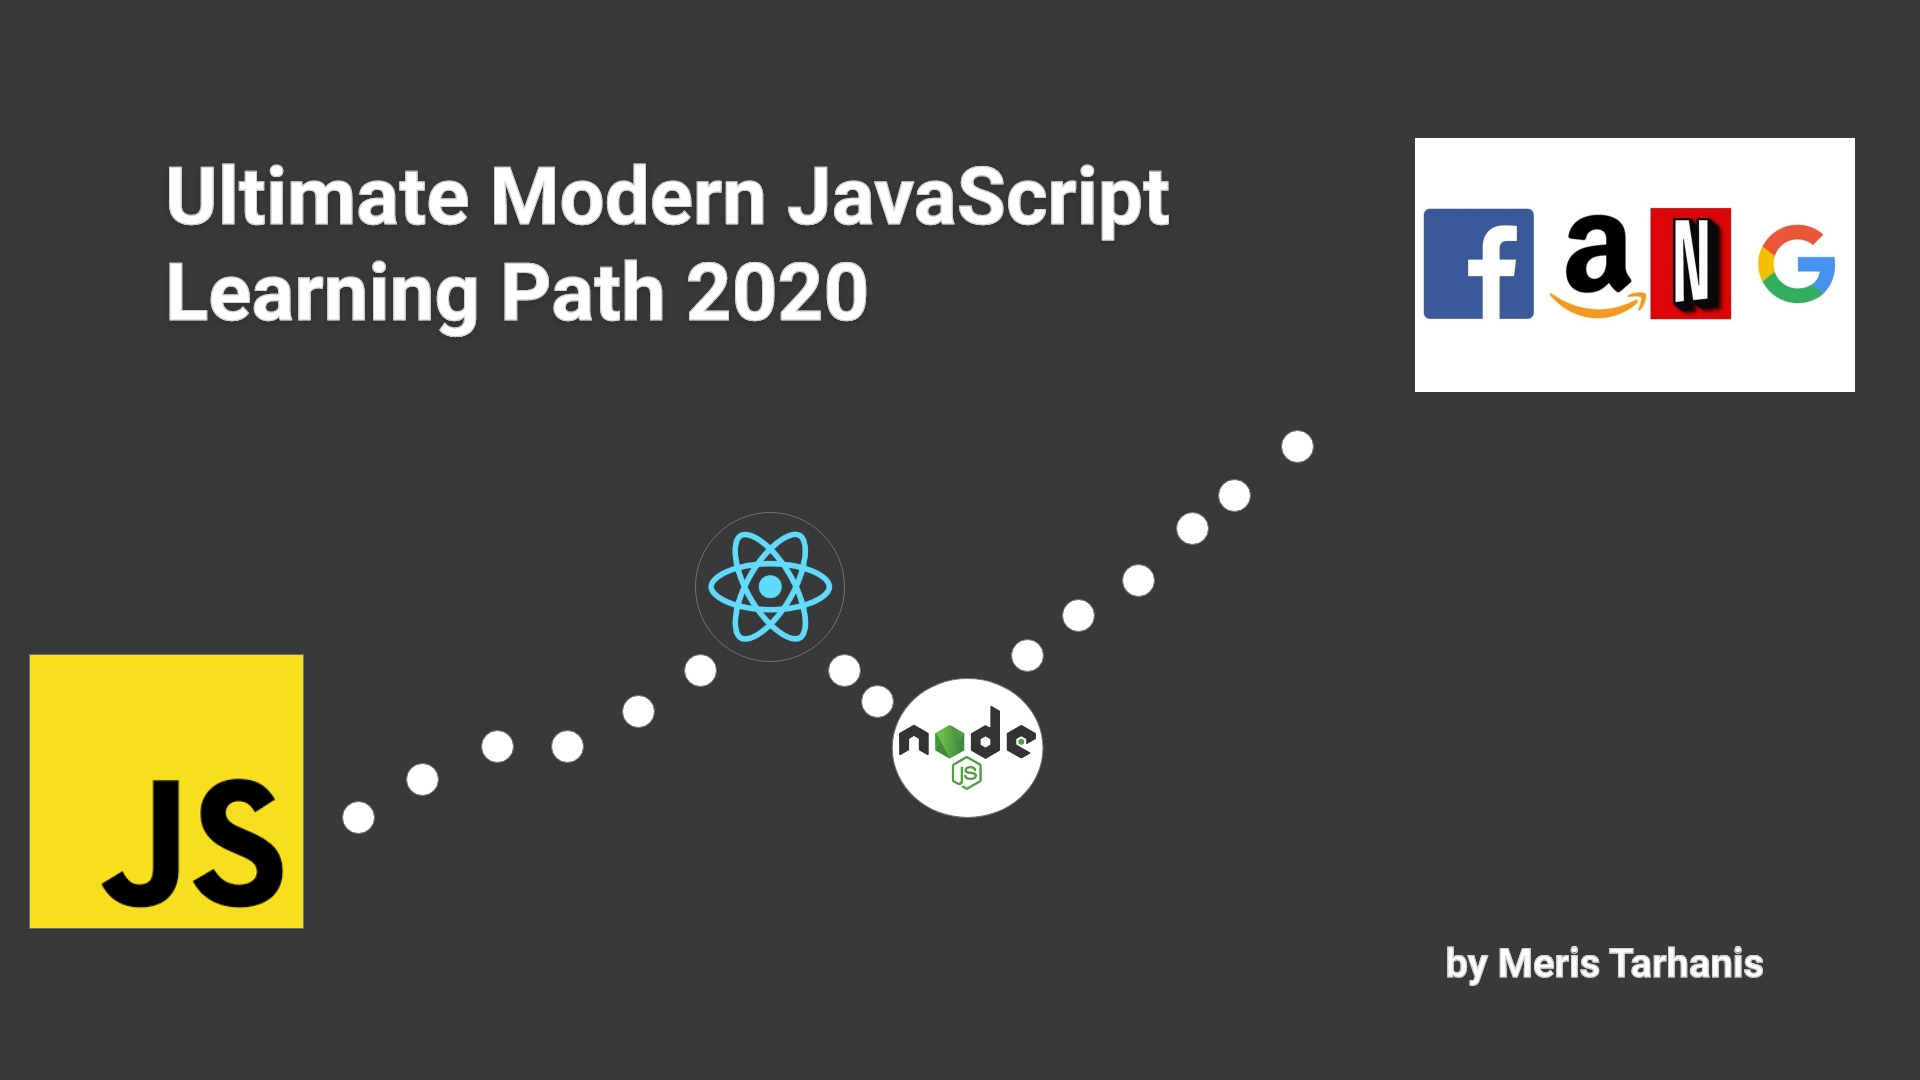 Ultimate Modern JavaScript
Learning Path 2020
f a N G
node
JS
JS
by Meris Tarhanis